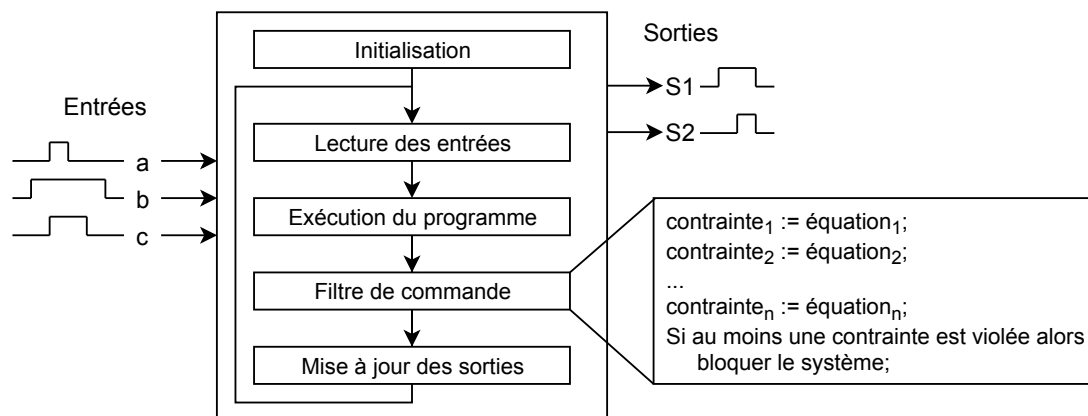 Initialisation
Sorties
S1
Entrées
S2
Lecture des entrées
a
b
Exécution du programme
c
contrainte1 := équation1;
contrainte2 := équation2;
...
contrainten := équationn;
Si au moins une contrainte est violée alors
bloquer le système;
Filtre de commande
Mise à jour des sorties